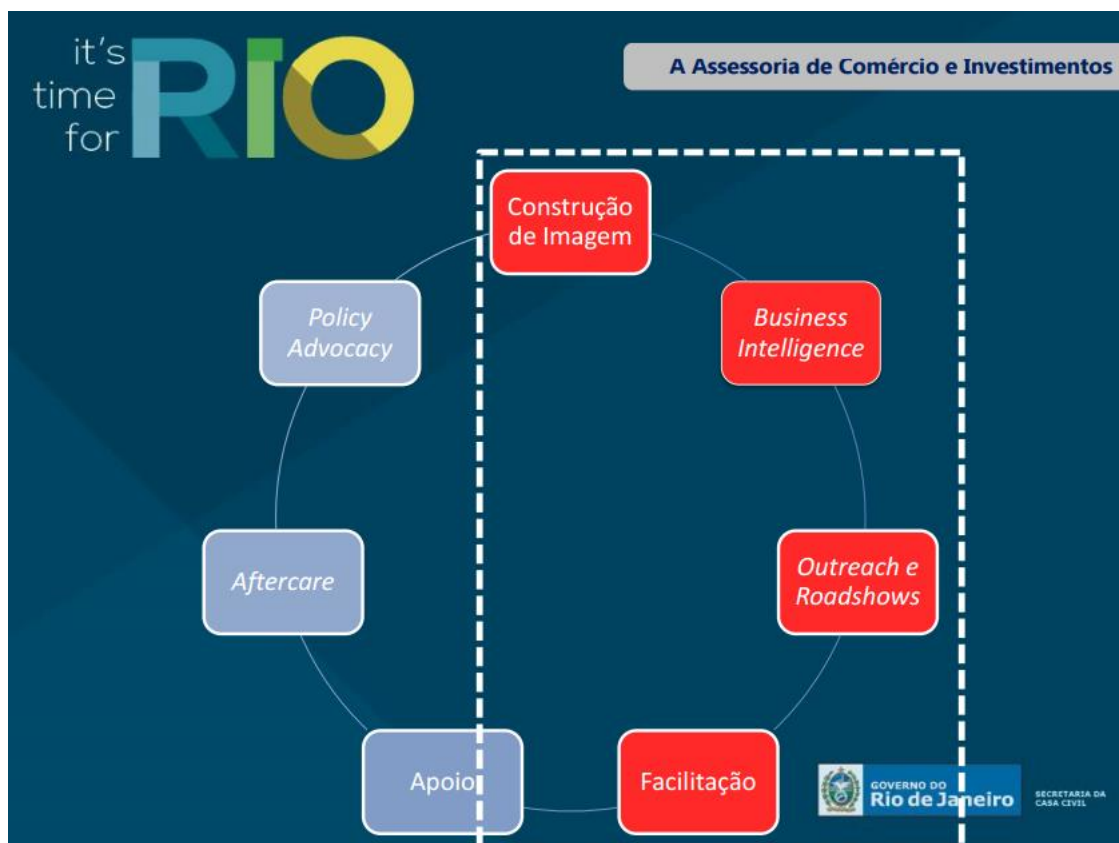 it's
time
for
RIO
A Assessoria de Comércio e Investimentos
Construção
de Imagem
Policy
Advocacy
Business
Intelligence
Aftercare
Outreach e
Roadshows
Apoio
Facilitação
GOVERNO DO
Rio de Janeiro
SECRETARIA DA
CASA CIVIL